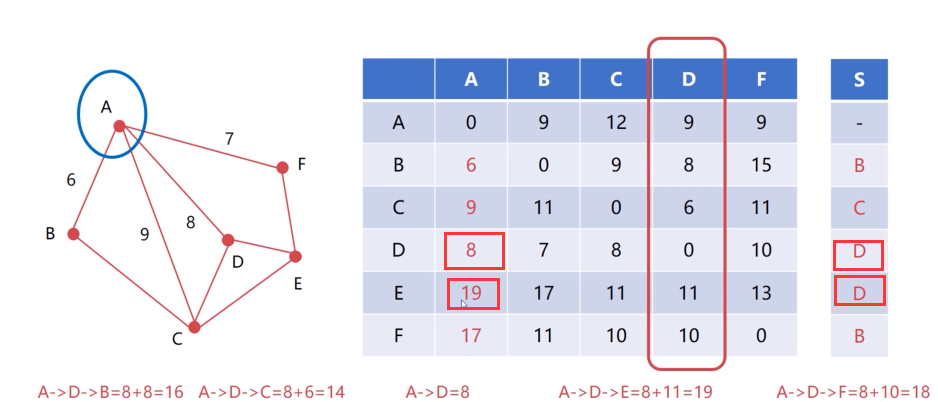 A
7
F
6
8
B
9
D
E
C
A B C D F S
A 0 9 12 9 9 -
B 6 0 9 8 15 B
C 9 11 0 6 11 C
D 8 7 8 0 10 D
E 19 17 11 11 13 D
F 17 11 10 10 0 B
A->D->B=8+8=16 A->D->C=8+6=14 A->D=8 A->D->E=8+11=19 A->D->F=8+10=18